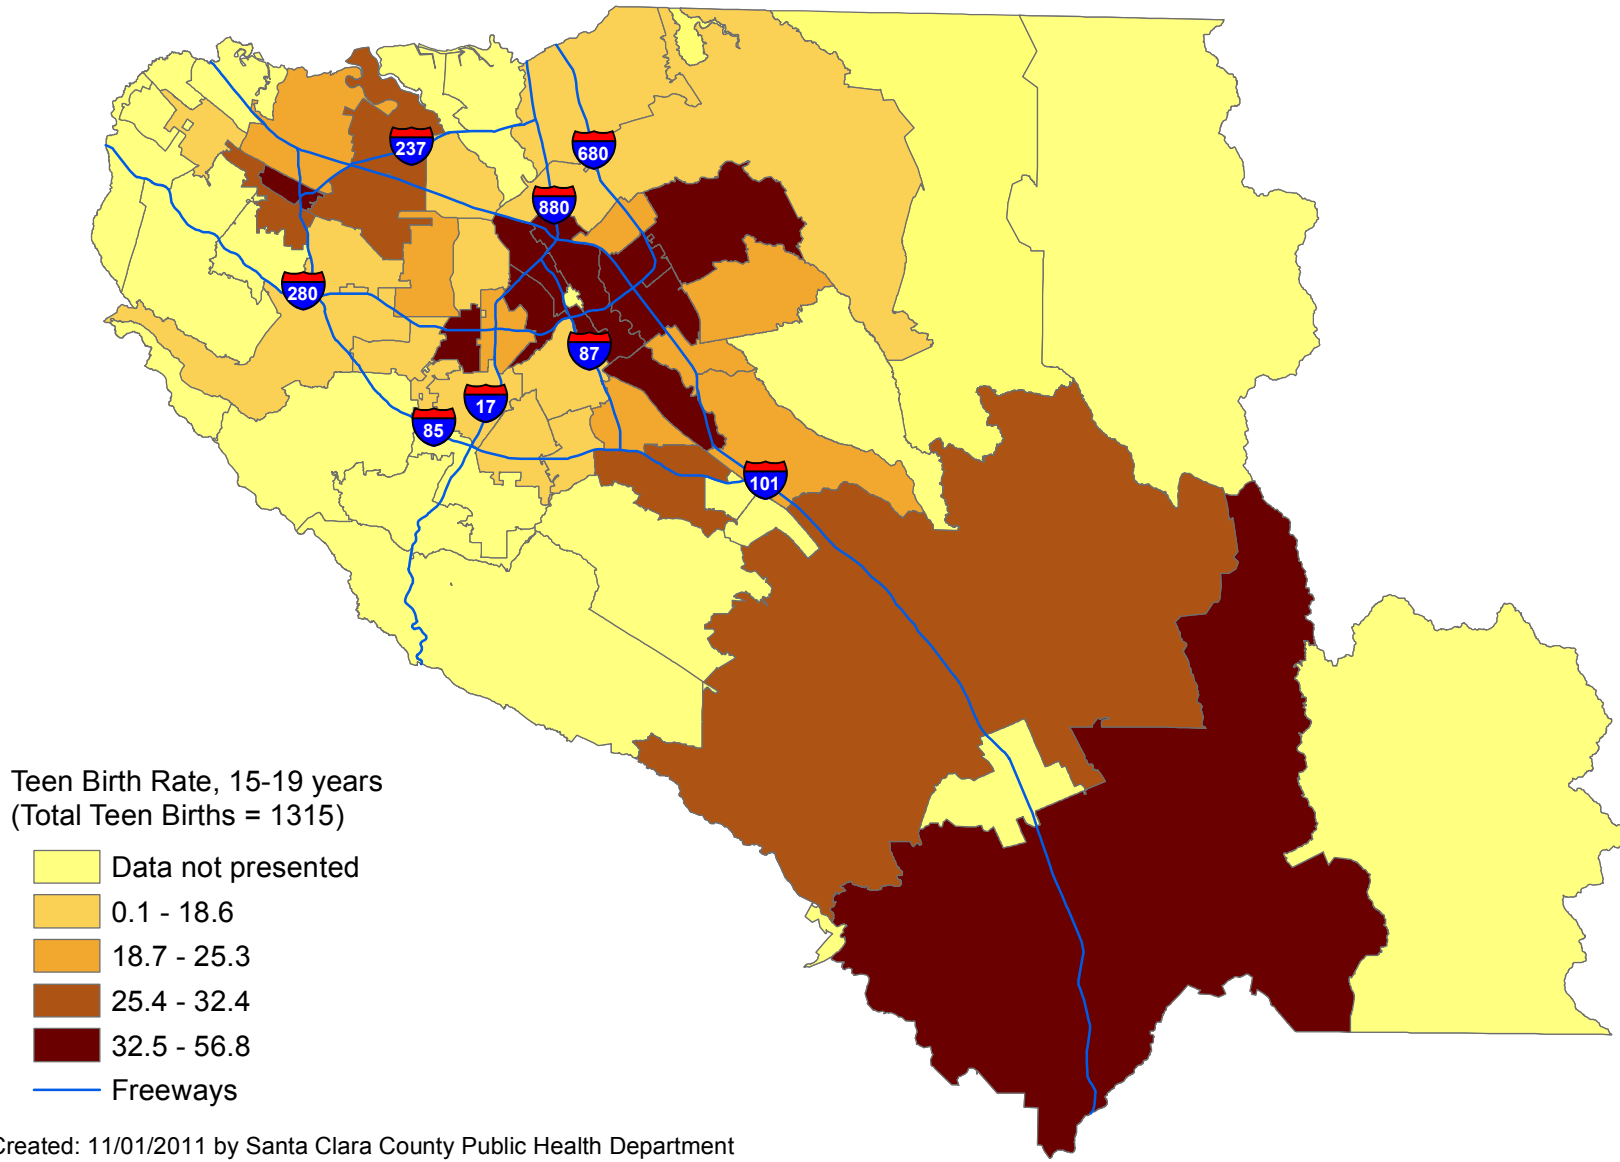 237
680
880
280
87
17
85
101
Teen Birth Rate, 15-19 years
(Total Teen Births = 1315)
Data not presented
0.1 - 18.6
18.7 - 25.3
25.4 - 32.4
32.5 - 56.8
Freeways
Created: 11/01/2011 by Santa Clara County Public Health Department